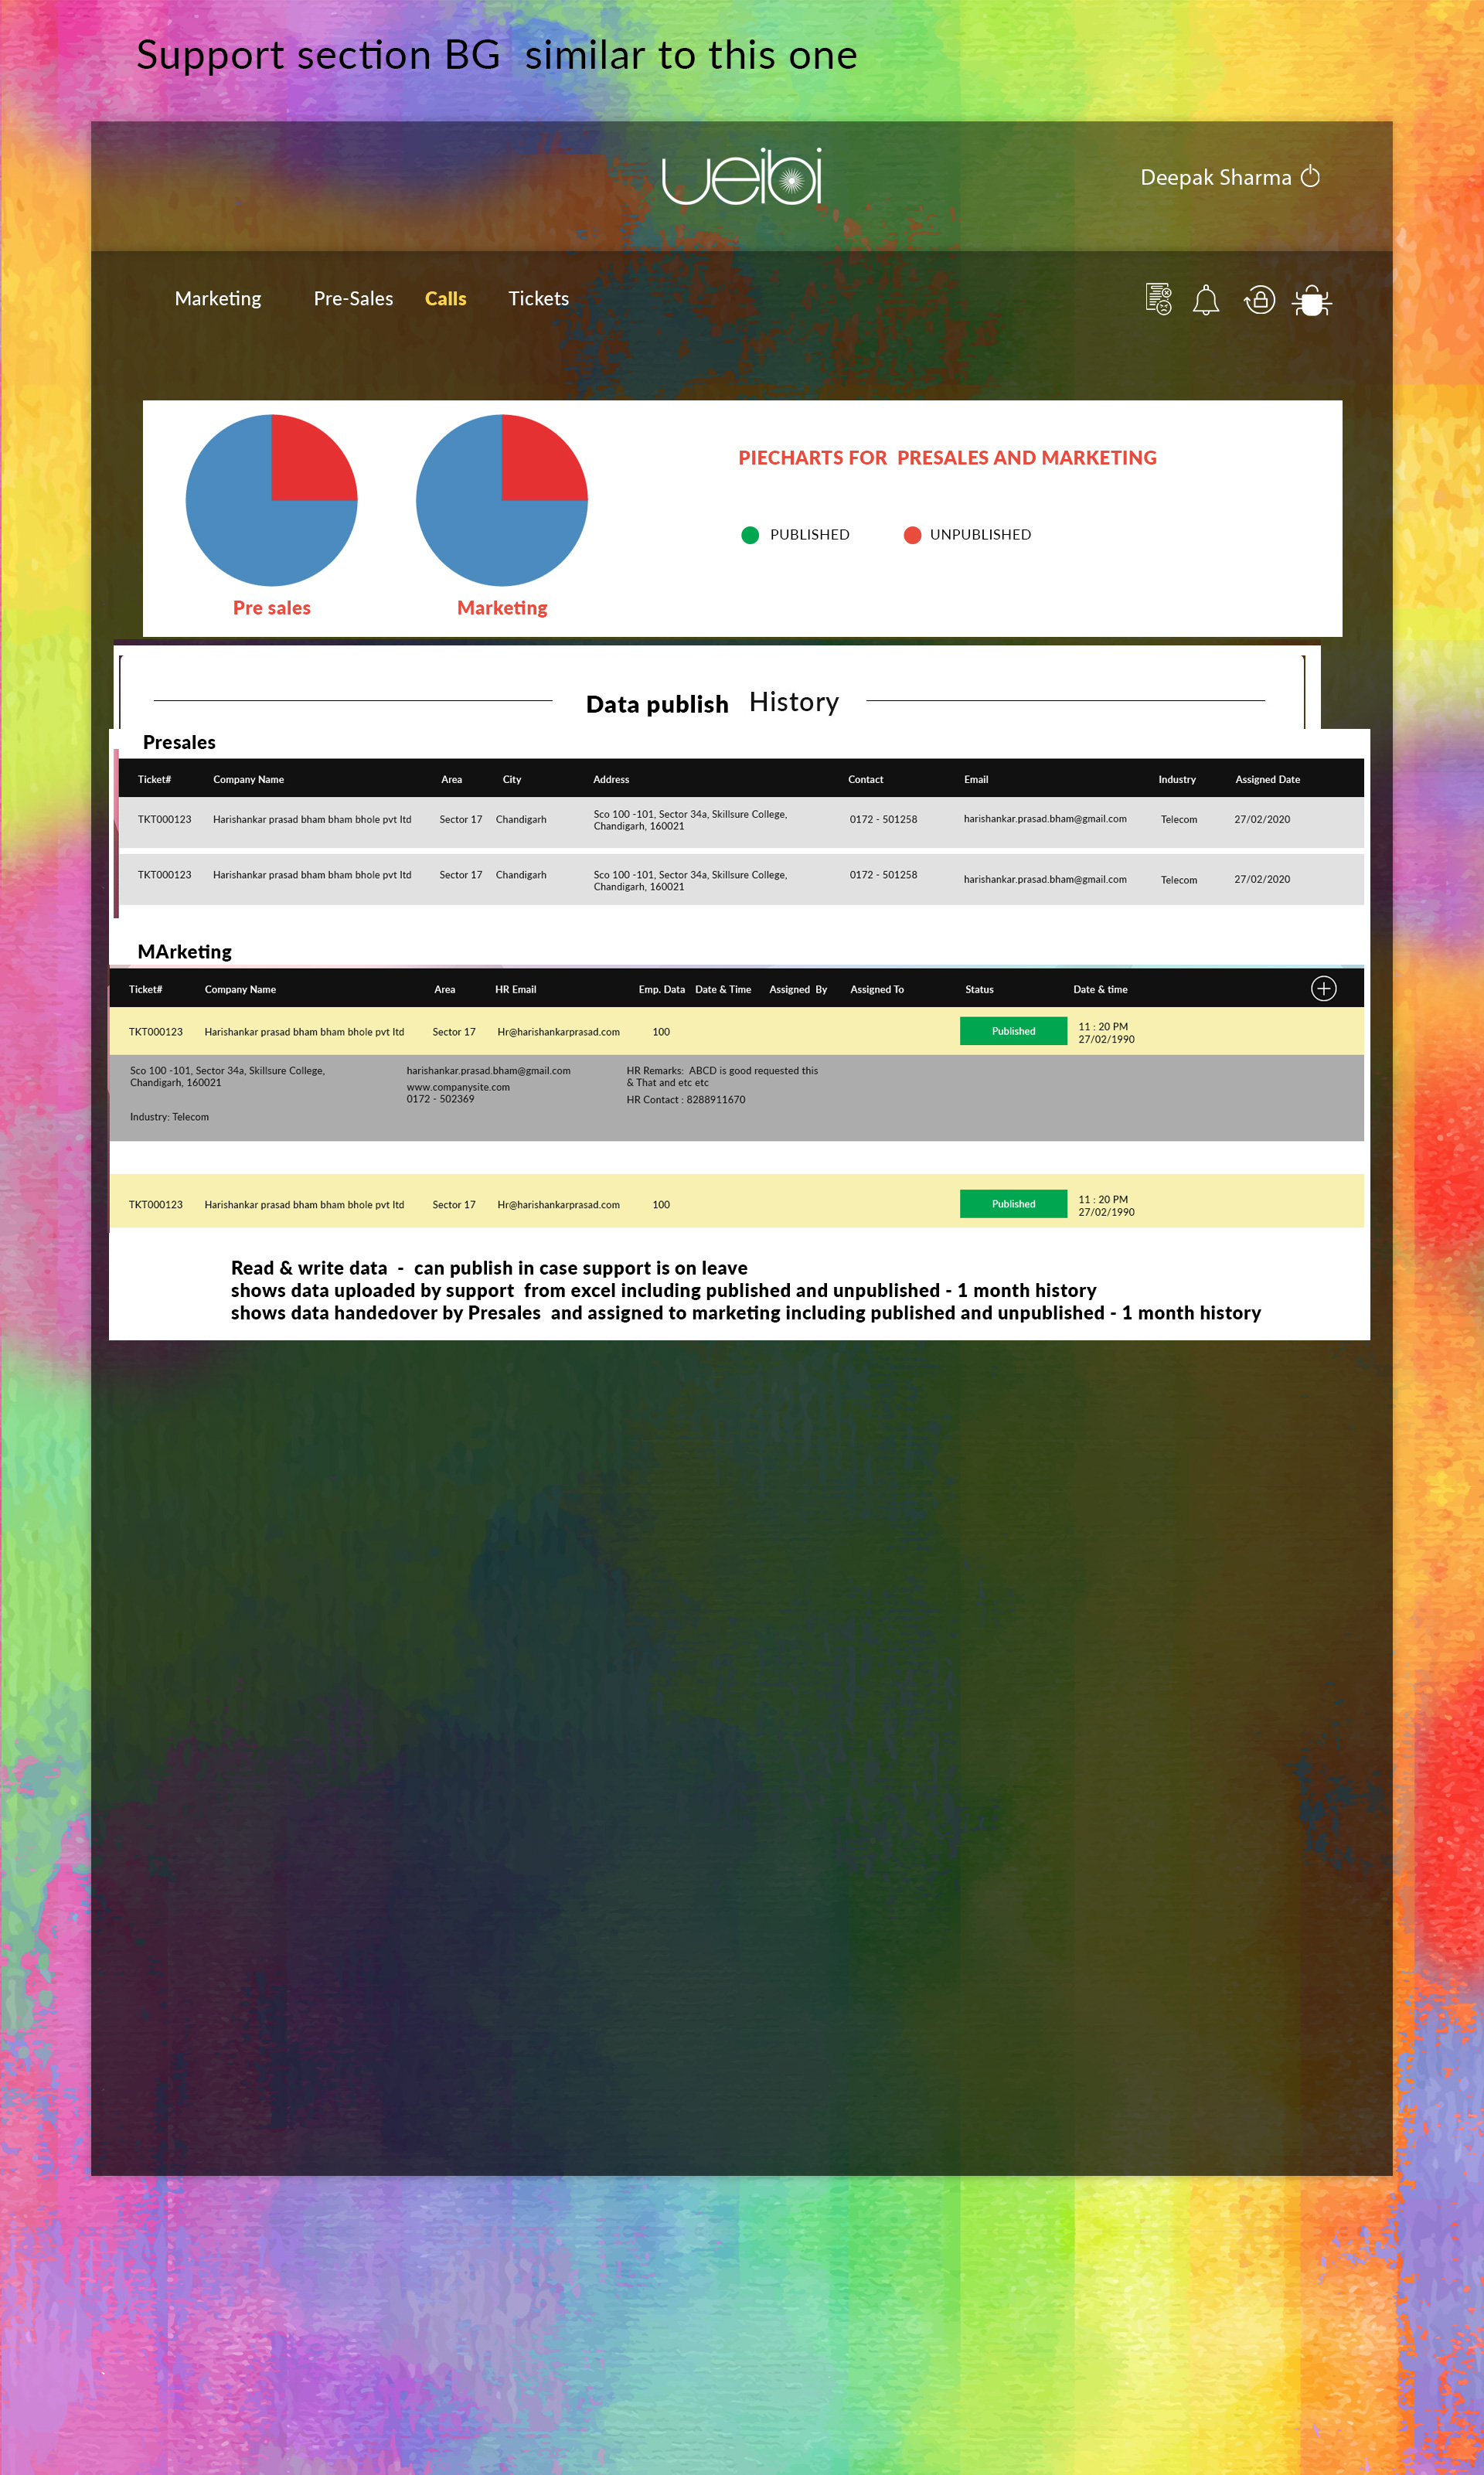 Support section BG  similar to this one
ueibi
Deepak Sharma
Marketing Pre-Sales Calls Tickets
PIECHARTS FOR  PRESALES AND MARKETING
PUBLISHED UNPUBLISHED
Pre sales Marketing
Data publish History
Presales
Ticket# Company Name Area City Address Contact Email Industry Assigned Date
TKT000123 Harishankar prasad bham bham bhole pvt ltd Sector 17 Chandigarh Sco 100 -101, Sector 34a, Skillsure College, 0172 - 501258 harishankar.prasad.bham@gmail.com Telecom 27/02/2020
Chandigarh, 160021
TKT000123 Harishankar prasad bham bham bhole pvt ltd Sector 17 Chandigarh Sco 100 -101, Sector 34a, Skillsure College, 0172 - 501258 harishankar.prasad.bham@gmail.com Telecom 27/02/2020
Chandigarh, 160021
MArketing
Ticket# Company Name Area HR Email Emp. Data Date & Time Assigned  By Assigned To Status Date & time
TKT000123 Harishankar prasad bham bham bhole pvt ltd Sector 17 Hr@harishankarprasad.com 100 Published 11 : 20 PM
27/02/1990
Sco 100 -101, Sector 34a, Skillsure College, harishankar.prasad.bham@gmail.com HR Remarks:  ABCD is good requested this
Chandigarh, 160021 www.companysite.com & That and etc etc
0172 - 502369 HR Contact : 8288911670
Industry: Telecom
TKT000123 Harishankar prasad bham bham bhole pvt ltd Sector 17 Hr@harishankarprasad.com 100 Published 11 : 20 PM
27/02/1990
Read & write data  -  can publish in case support is on leave
shows data uploaded by support  from excel including published and unpublished - 1 month history
shows data handedover by Presales  and assigned to marketing including published and unpublished - 1 month history